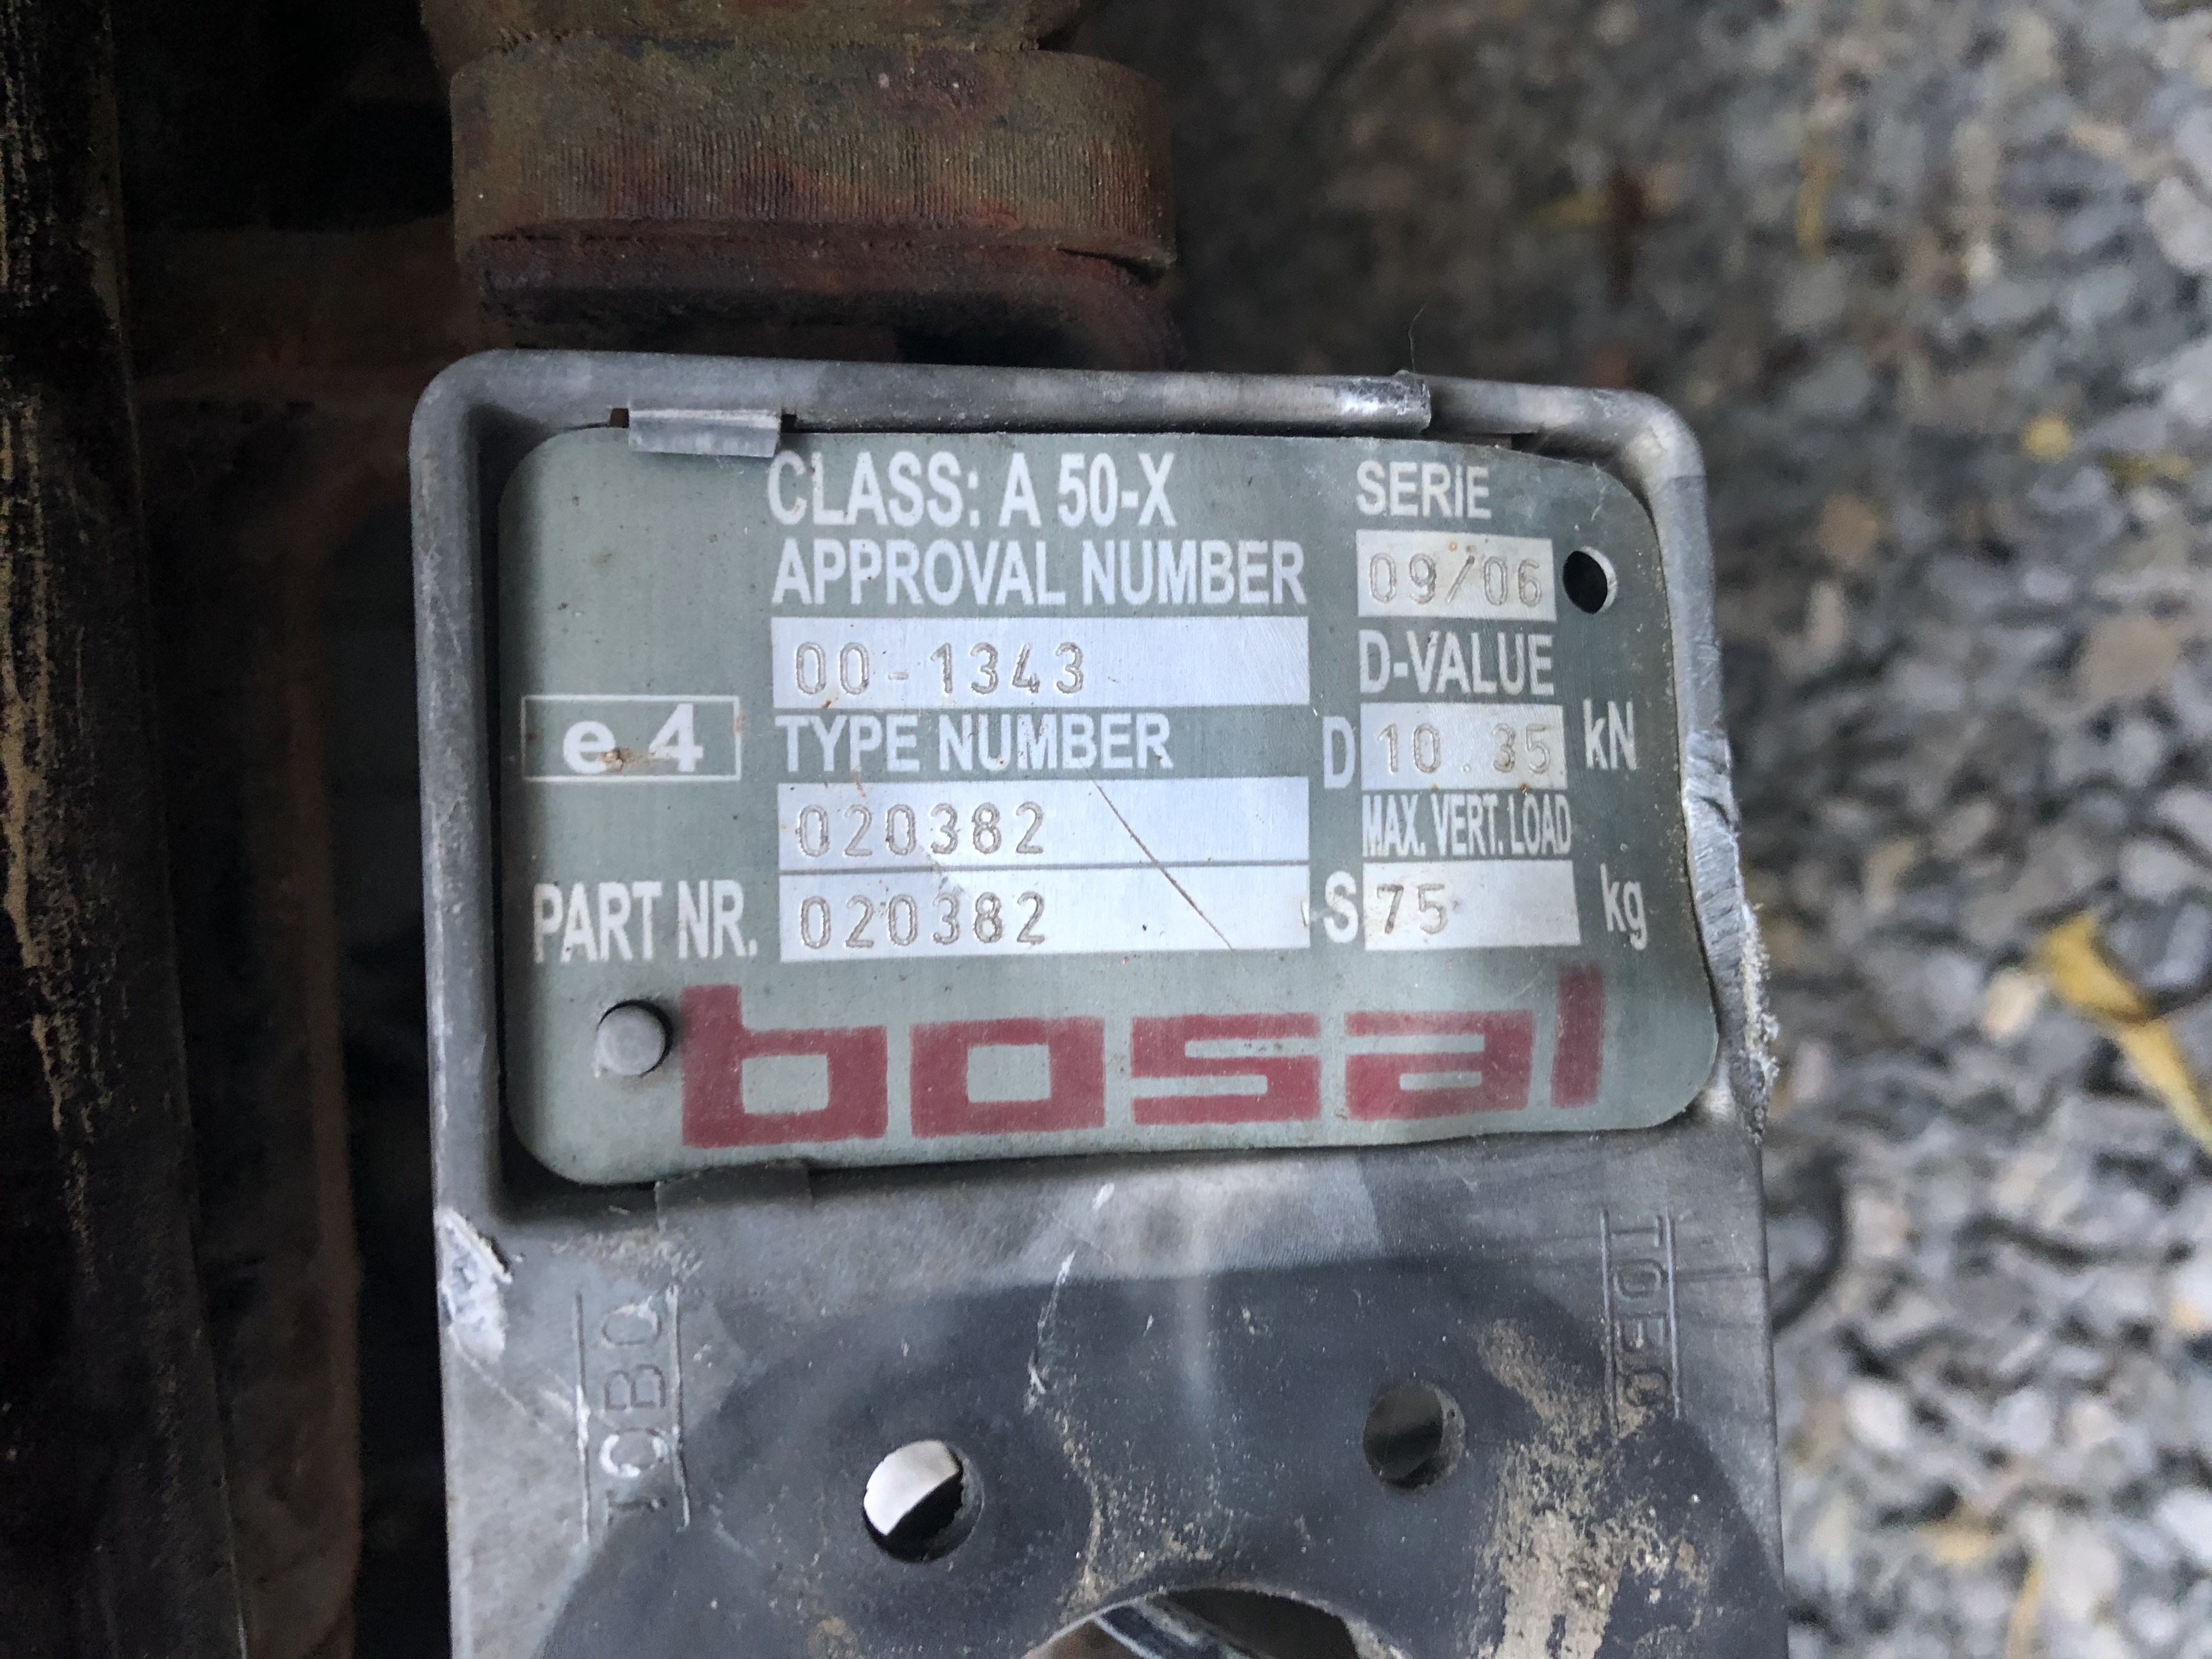 CLASS: A 50-X
APPROVAL NUMBER
00-1343
TYPE NUMBER
020382
e 4
PART NR.
020382
SERIE
09/06
D-VALUE
D 10.35 kN
MAX. VERT. LOAD
S 75 kg
bosal